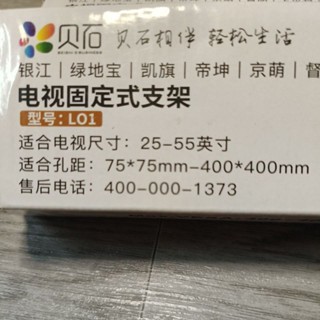 贝石 贝石相伴 轻松生活
银江|绿地宝|凯旗|帝坤|京萌|督
电视固定式支架
型号: L01
适合电视尺寸: 25-55英寸
适合孔距: 75*75mm-400*400mm
售后电话: 400-000-1373